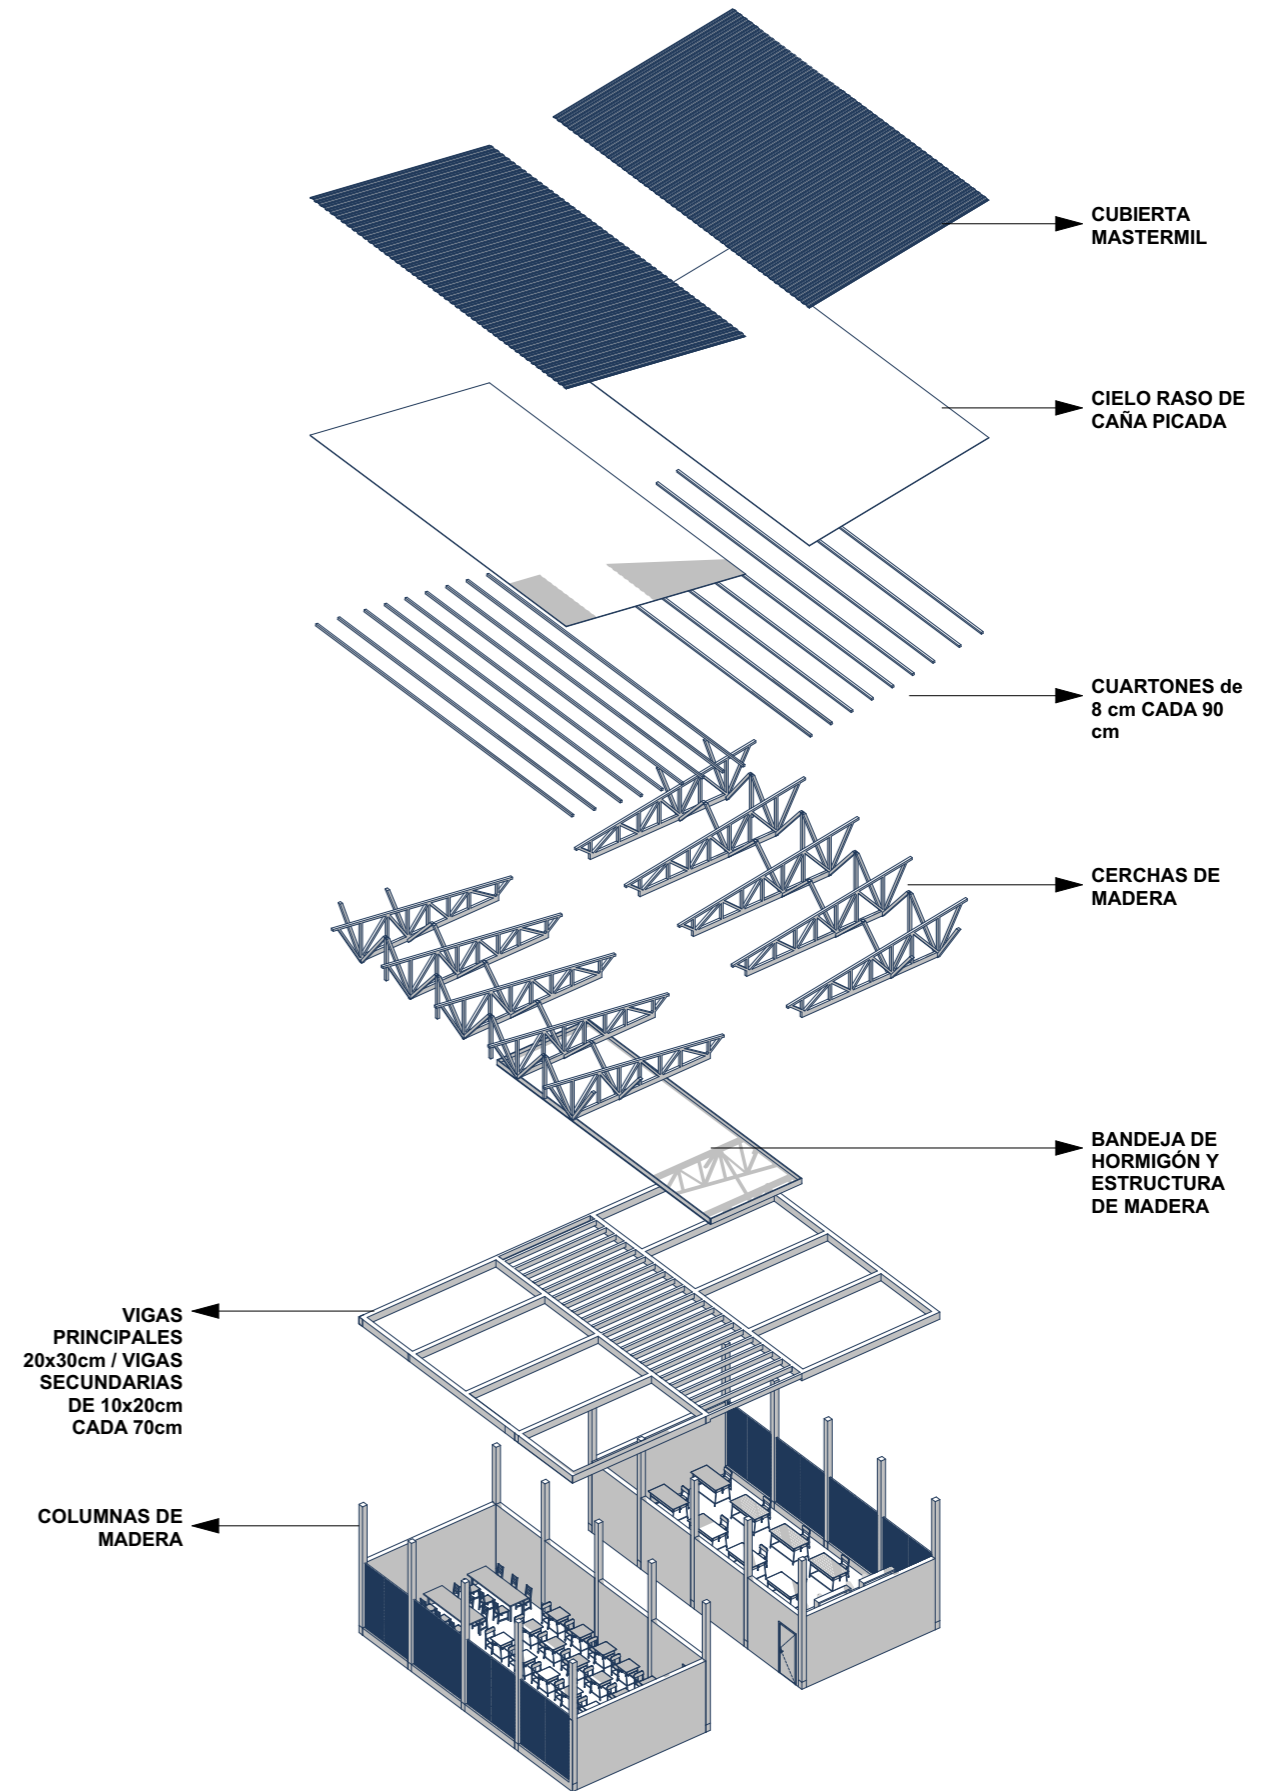 CUBIERTA
MASTERMIL
CIELO RASO DE
CAÑA PICADA
CUARTONES de
8 cm CADA 90
cm
CERCHAS DE
MADERA
BANDEJA DE
HORMIGÓN Y
ESTRUCTURA
DE MADERA
VIGAS
PRINCIPALES
20x30cm / VIGAS
SECUNDARIAS
DE 10x20cm
CADA 70cm
COLUMNAS DE
MADERA